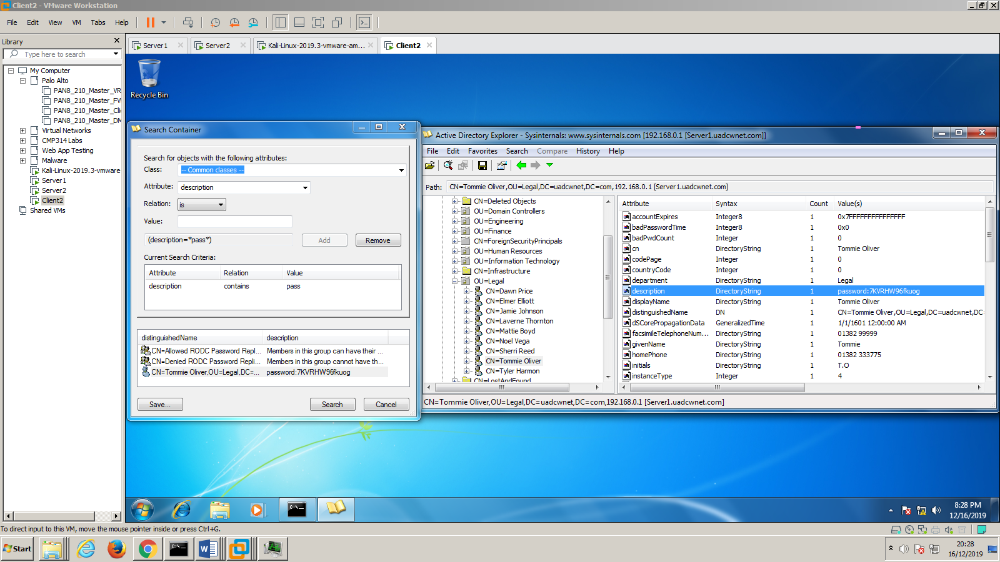 Client2 - VMware Workstation
File Edit View VM Tabs Help
Library
Type here to search
My Computer
Palo Alto
PAN8_210_Master_VR
PAN8_210_Master_FW
PAN8_210_Master_Cli
PAN8_210_Master_DM
Virtual Networks
CMP314 Labs
Web App Testing
Malware
Kali-Linux-2019.3-vmware
Server1
Server2
Client2
Shared VMs
Server1
Server2
Kali-Linux-2019.3-vmware-am...
Client2
Recycle Bin
Search Container
Search for objects with the following attributes:
Class: -- Common classes --
Attribute: description
Relation: is
Value:
(description=*pass*) Add Remove
Current Search Criteria:
Attribute Relation Value
description contains pass
distinguishedName description
CN=Allowed RODC Password Repl... Members in this group can have their ...
CN=Denied RODC Password Repli... Members in this group cannot have th...
CN=Tommie Oliver,OU=Legal,DC=... password:7KVRHW96fkuog
Save... Search Cancel
Active Directory Explorer - Sysinternals: www.sysinternals.com [192.168.0.1 [Server1.uadcwnet.com]]
File Edit Favorites Search Compare History Help
Path: CN=Tommie Oliver,OU=Legal,DC=uadcwnet,DC=com,192.168.0.1 [Server1.uadcwnet.com]
CN=Deleted Objects
OU=Domain Controllers
OU=Engineering
OU=Finance
CN=ForeignSecurityPrincipals
OU=Human Resources
OU=Information Technology
CN=Infrastructure
OU=Legal
CN=Dawn Price
CN=Elmer Elliott
CN=Jamie Johnson
CN=Laverne Thornton
CN=Mattie Boyd
CN=Noel Vega
CN=Sherri Reed
CN=Tommie Oliver
CN=Tyler Harmon
CN=LostAndFound
Attribute Syntax Count Value(s)
accountExpires Integer8 1 0x7FFFFFFFFFFFFFFF
badPasswordTime Integer8 1 0x0
badPwdCount Integer 1 0
cn DirectoryString 1 Tommie Oliver
codePage Integer 1 0
countryCode Integer 1 0
department DirectoryString 1 Legal
description DirectoryString 1 password:7KVRHW96fkuog
displayName DirectoryString 1 Tommie Oliver
distinguishedName DN 1 CN=Tommie Oliver,OU=Legal,DC=uadcwnet,DC=
dSCorePropagationData GeneralizedTime 1 1/1/1601 12:00:00 AM
facsimileTelephoneNum... DirectoryString 1 01382 99999
givenName DirectoryString 1 Tommie
homePhone DirectoryString 1 01382 333775
initials DirectoryString 1 T.O
instanceType Integer 1 4
CN=Tommie Oliver,OU=Legal,DC=uadcwnet,DC=com,192.168.0.1 [Server1.uadcwnet.com]
C:\
8:28 PM
12/16/2019
To direct input to this VM, move the mouse pointer inside or press Ctrl+G.
Start
C:\
20:28
16/12/2019